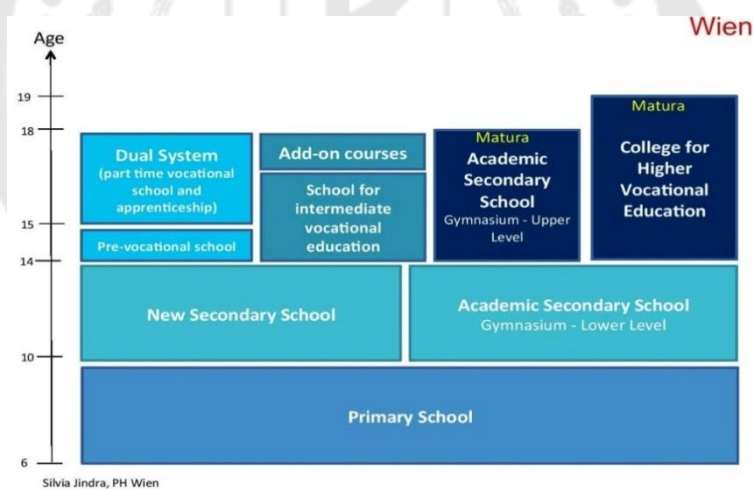 Wien
Age
19
18
15
14
10
6
Dual System
(part time vocational
school and
apprenticeship)
Pre-vocational school
Add-on courses
School for
intermediate
vocational
education
Matura
Academic
Secondary
School
Gymnasium - Upper
Level
Matura
College for
Higher
Vocational
Education
New Secondary School
Academic Secondary School
Gymnasium - Lower Level
Primary School
Silvia Jindra, PH Wien